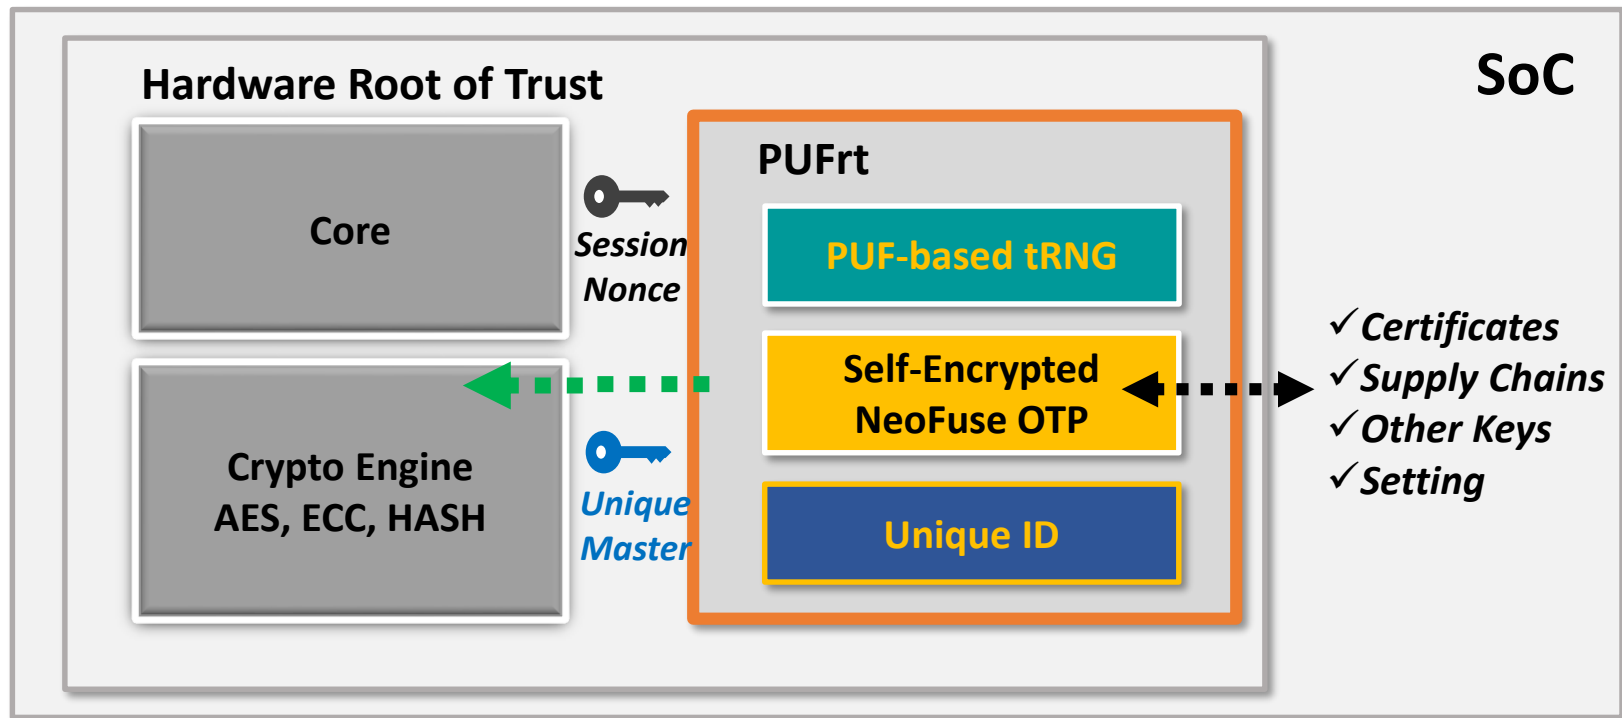 SoC
Hardware Root of Trust
Core
Session
Nonce
Crypto Engine
AES, ECC, HASH
Unique
Master
PUFrt
PUF-based tRNG
Self-Encrypted
NeoFuse OTP
Unique ID
✓Certificates
✓Supply Chains
✓Other Keys
✓Setting